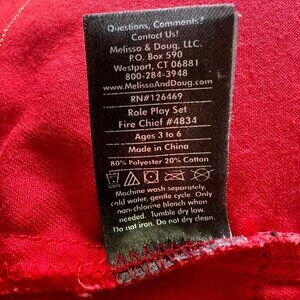 Questions, Comments?
Contact Us!
Melissa & Doug, LLC.
P.O. Box 590
Westport, CT 06881
800-284-3948
www.MelissaAndDoug.com
RN#126469
Role Play Set
Fire Chief #4834
Ages 3 to 6
Made in China
80% Polyester 20% Cotton
Machine wash separately,
cold water, gentle cycle. Only
non-chlorine bleach when
needed. Tumble dry low.
Do not iron. Do not dry clean.